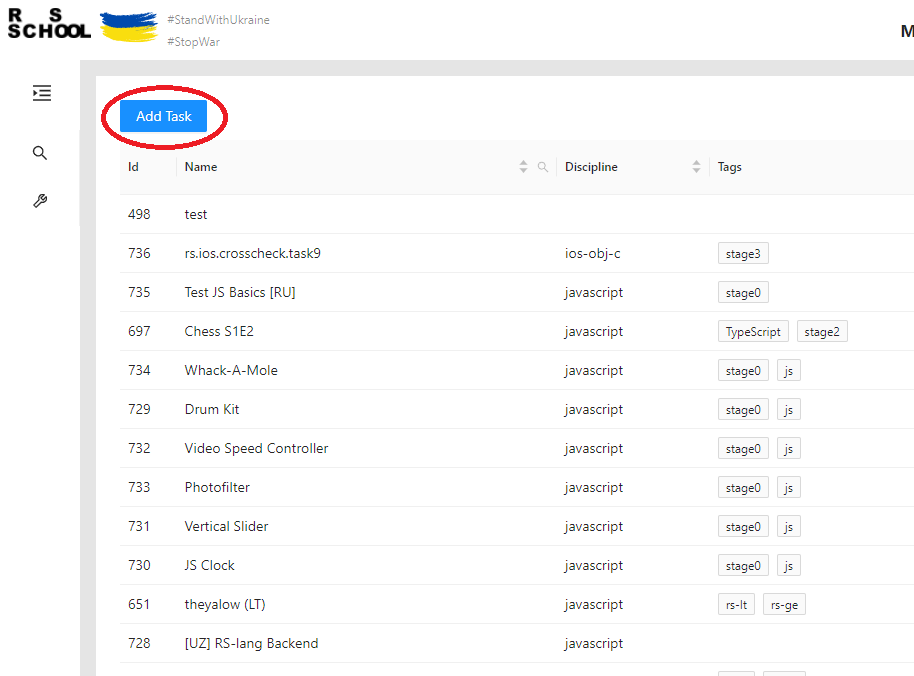 RS
SCHOOL
#StandWithUkraine
#StopWar
M
Add Task
Id Name Discipline Tags
498 test
736 rs.ios.crosscheck.task9 ios-obj-c stage3
735 Test JS Basics [RU] javascript stage0
697 Chess S1E2 javascript TypeScript stage2
734 Whack-A-Mole javascript stage0 js
729 Drum Kit javascript stage0 js
732 Video Speed Controller javascript stage0 js
733 Photofilter javascript stage0 js
731 Vertical Slider javascript stage0 js
730 JS Clock javascript stage0 js
651 theyalow (LT) javascript rs-lt rs-ge
728 [UZ] RS-lang Backend javascript